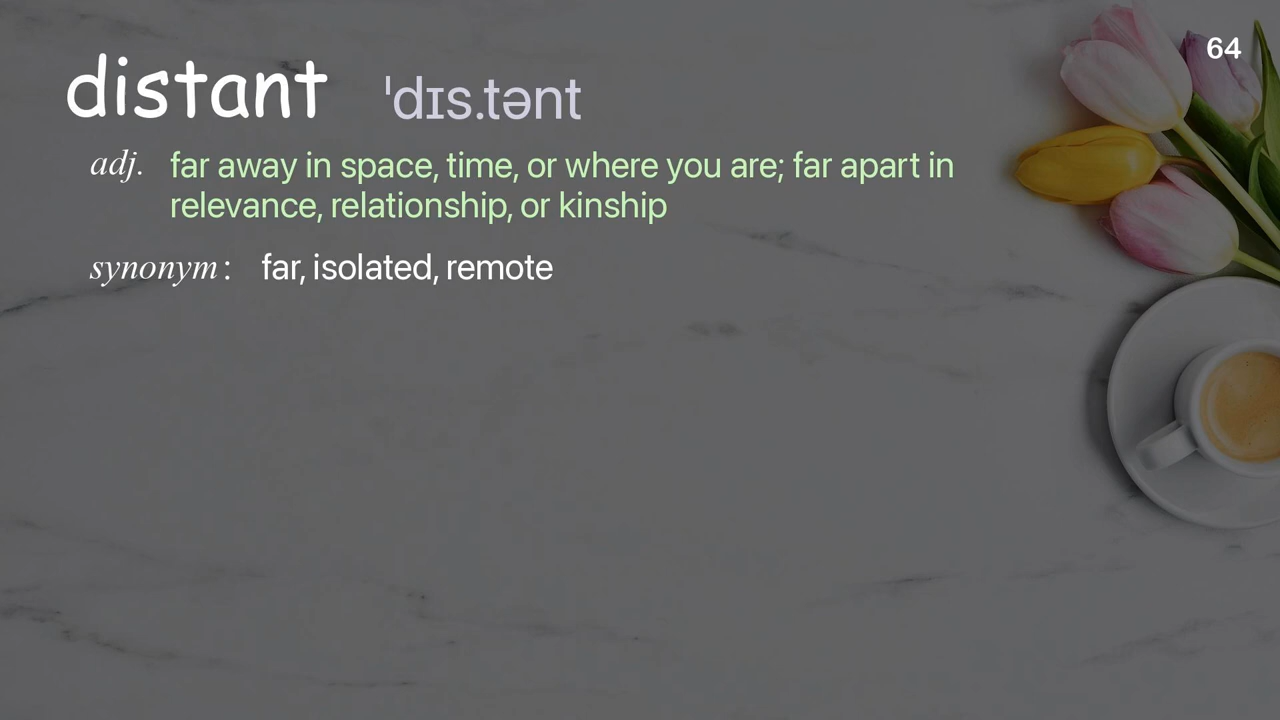 64
distant ˈdɪs.tənt
adj. far away in space, time, or where you are; far apart in
relevance, relationship, or kinship
synonym: far, isolated, remote